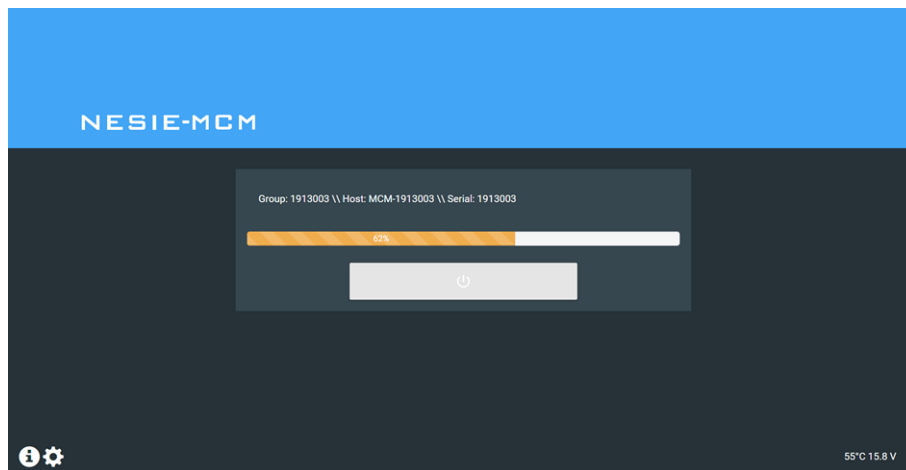 NESIE-MCM
Group: 1913003 \\ Host: MCM-1913003 \\ Serial: 1913003
62%
55°C 15.8 V